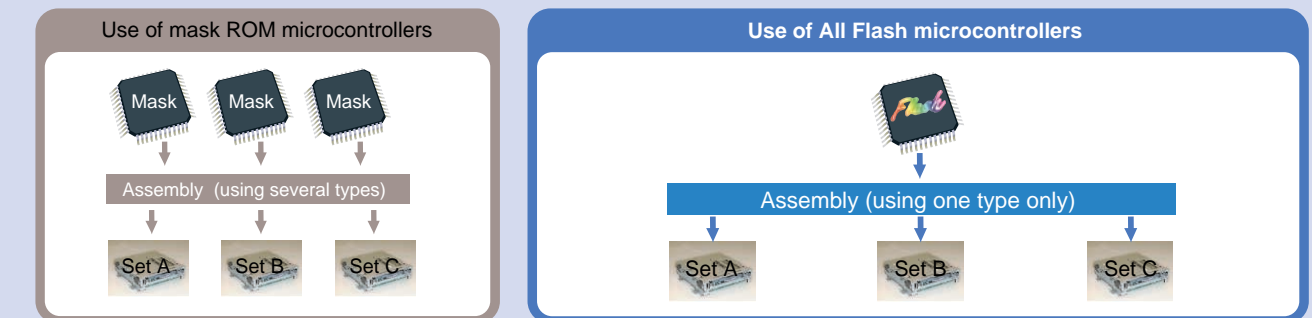 Use of mask ROM microcontrollers
Mask Mask Mask
Assembly (using several types)
Set A Set B Set C
Use of All Flash microcontrollers
Flash
Assembly (using one type only)
Set A Set B Set C